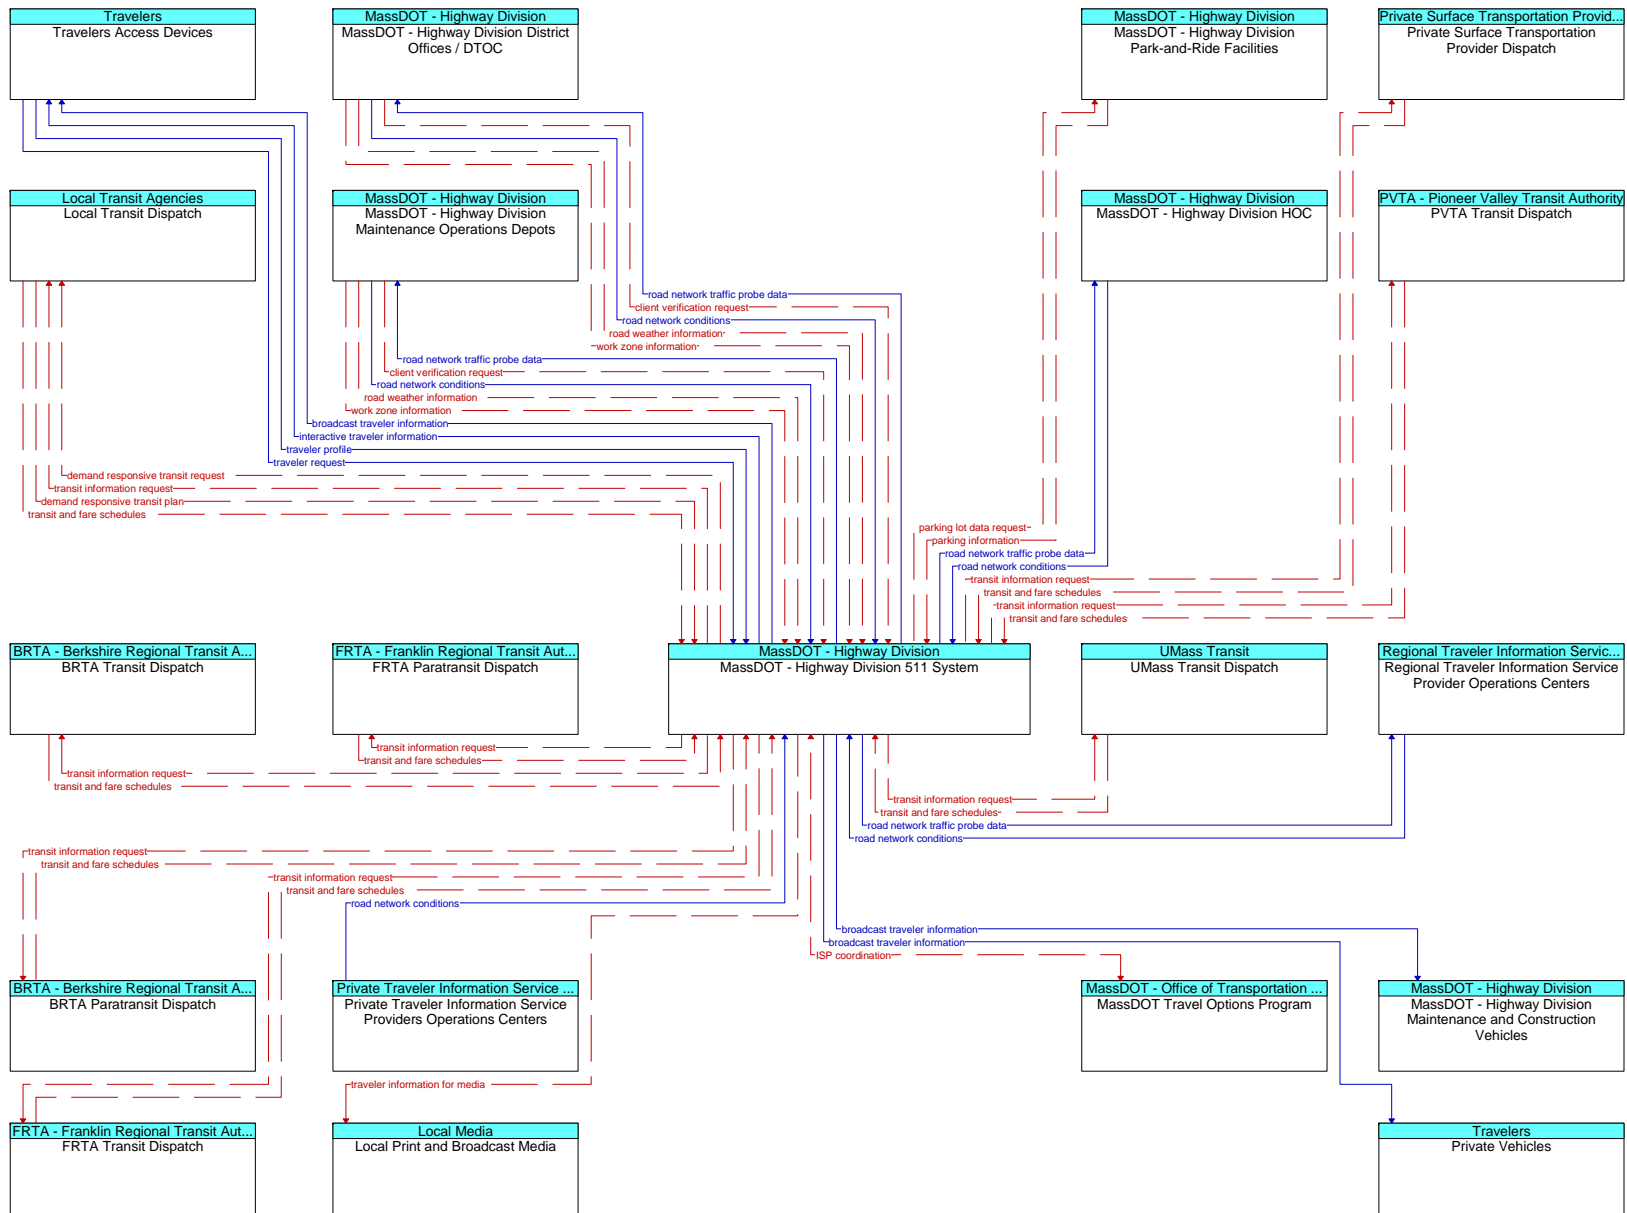 Travelers
Travelers Access Devices
MassDOT - Highway Division
MassDOT - Highway Division District
Offices / DTOC
MassDOT - Highway Division
MassDOT - Highway Division
Park-and-Ride Facilities
Private Surface Transportation Provid...
Private Surface Transportation
Provider Dispatch
Local Transit Agencies
Local Transit Dispatch
MassDOT - Highway Division
MassDOT - Highway Division
Maintenance Operations Depots
MassDOT - Highway Division
MassDOT - Highway Division HOC
PVTA - Pioneer Valley Transit Authority
PVTA Transit Dispatch
road network traffic probe data
client verification request
road network conditions
road weather information
work zone information
road network traffic probe data
client verification request
road network conditions
road weather information
work zone information
broadcast traveler information
interactive traveler information
traveler profile
traveler request
demand responsive transit request
transit information request
demand responsive transit plan
transit and fare schedules
parking lot data request
parking information
road network traffic probe data
road network conditions
transit information request
transit and fare schedules
transit information request
transit and fare schedules
BRTA - Berkshire Regional Transit A...
BRTA Transit Dispatch
FRTA - Franklin Regional Transit Aut...
FRTA Paratransit Dispatch
MassDOT - Highway Division
MassDOT - Highway Division 511 System
UMass Transit
UMass Transit Dispatch
Regional Traveler Information Servic...
Regional Traveler Information Service
Provider Operations Centers
transit information request
transit and fare schedules
transit information request
transit and fare schedules
transit information request
transit and fare schedules
road network traffic probe data
road network conditions
transit information request
transit and fare schedules
transit information request
transit and fare schedules
road network conditions
broadcast traveler information
broadcast traveler information
ISP coordination
BRTA - Berkshire Regional Transit A...
BRTA Paratransit Dispatch
Private Traveler Information Service ...
Private Traveler Information Service
Providers Operations Centers
MassDOT - Office of Transportation ...
MassDOT Travel Options Program
MassDOT - Highway Division
MassDOT - Highway Division
Maintenance and Construction
Vehicles
traveler information for media
FRTA - Franklin Regional Transit Aut...
FRTA Transit Dispatch
Local Media
Local Print and Broadcast Media
Travelers
Private Vehicles